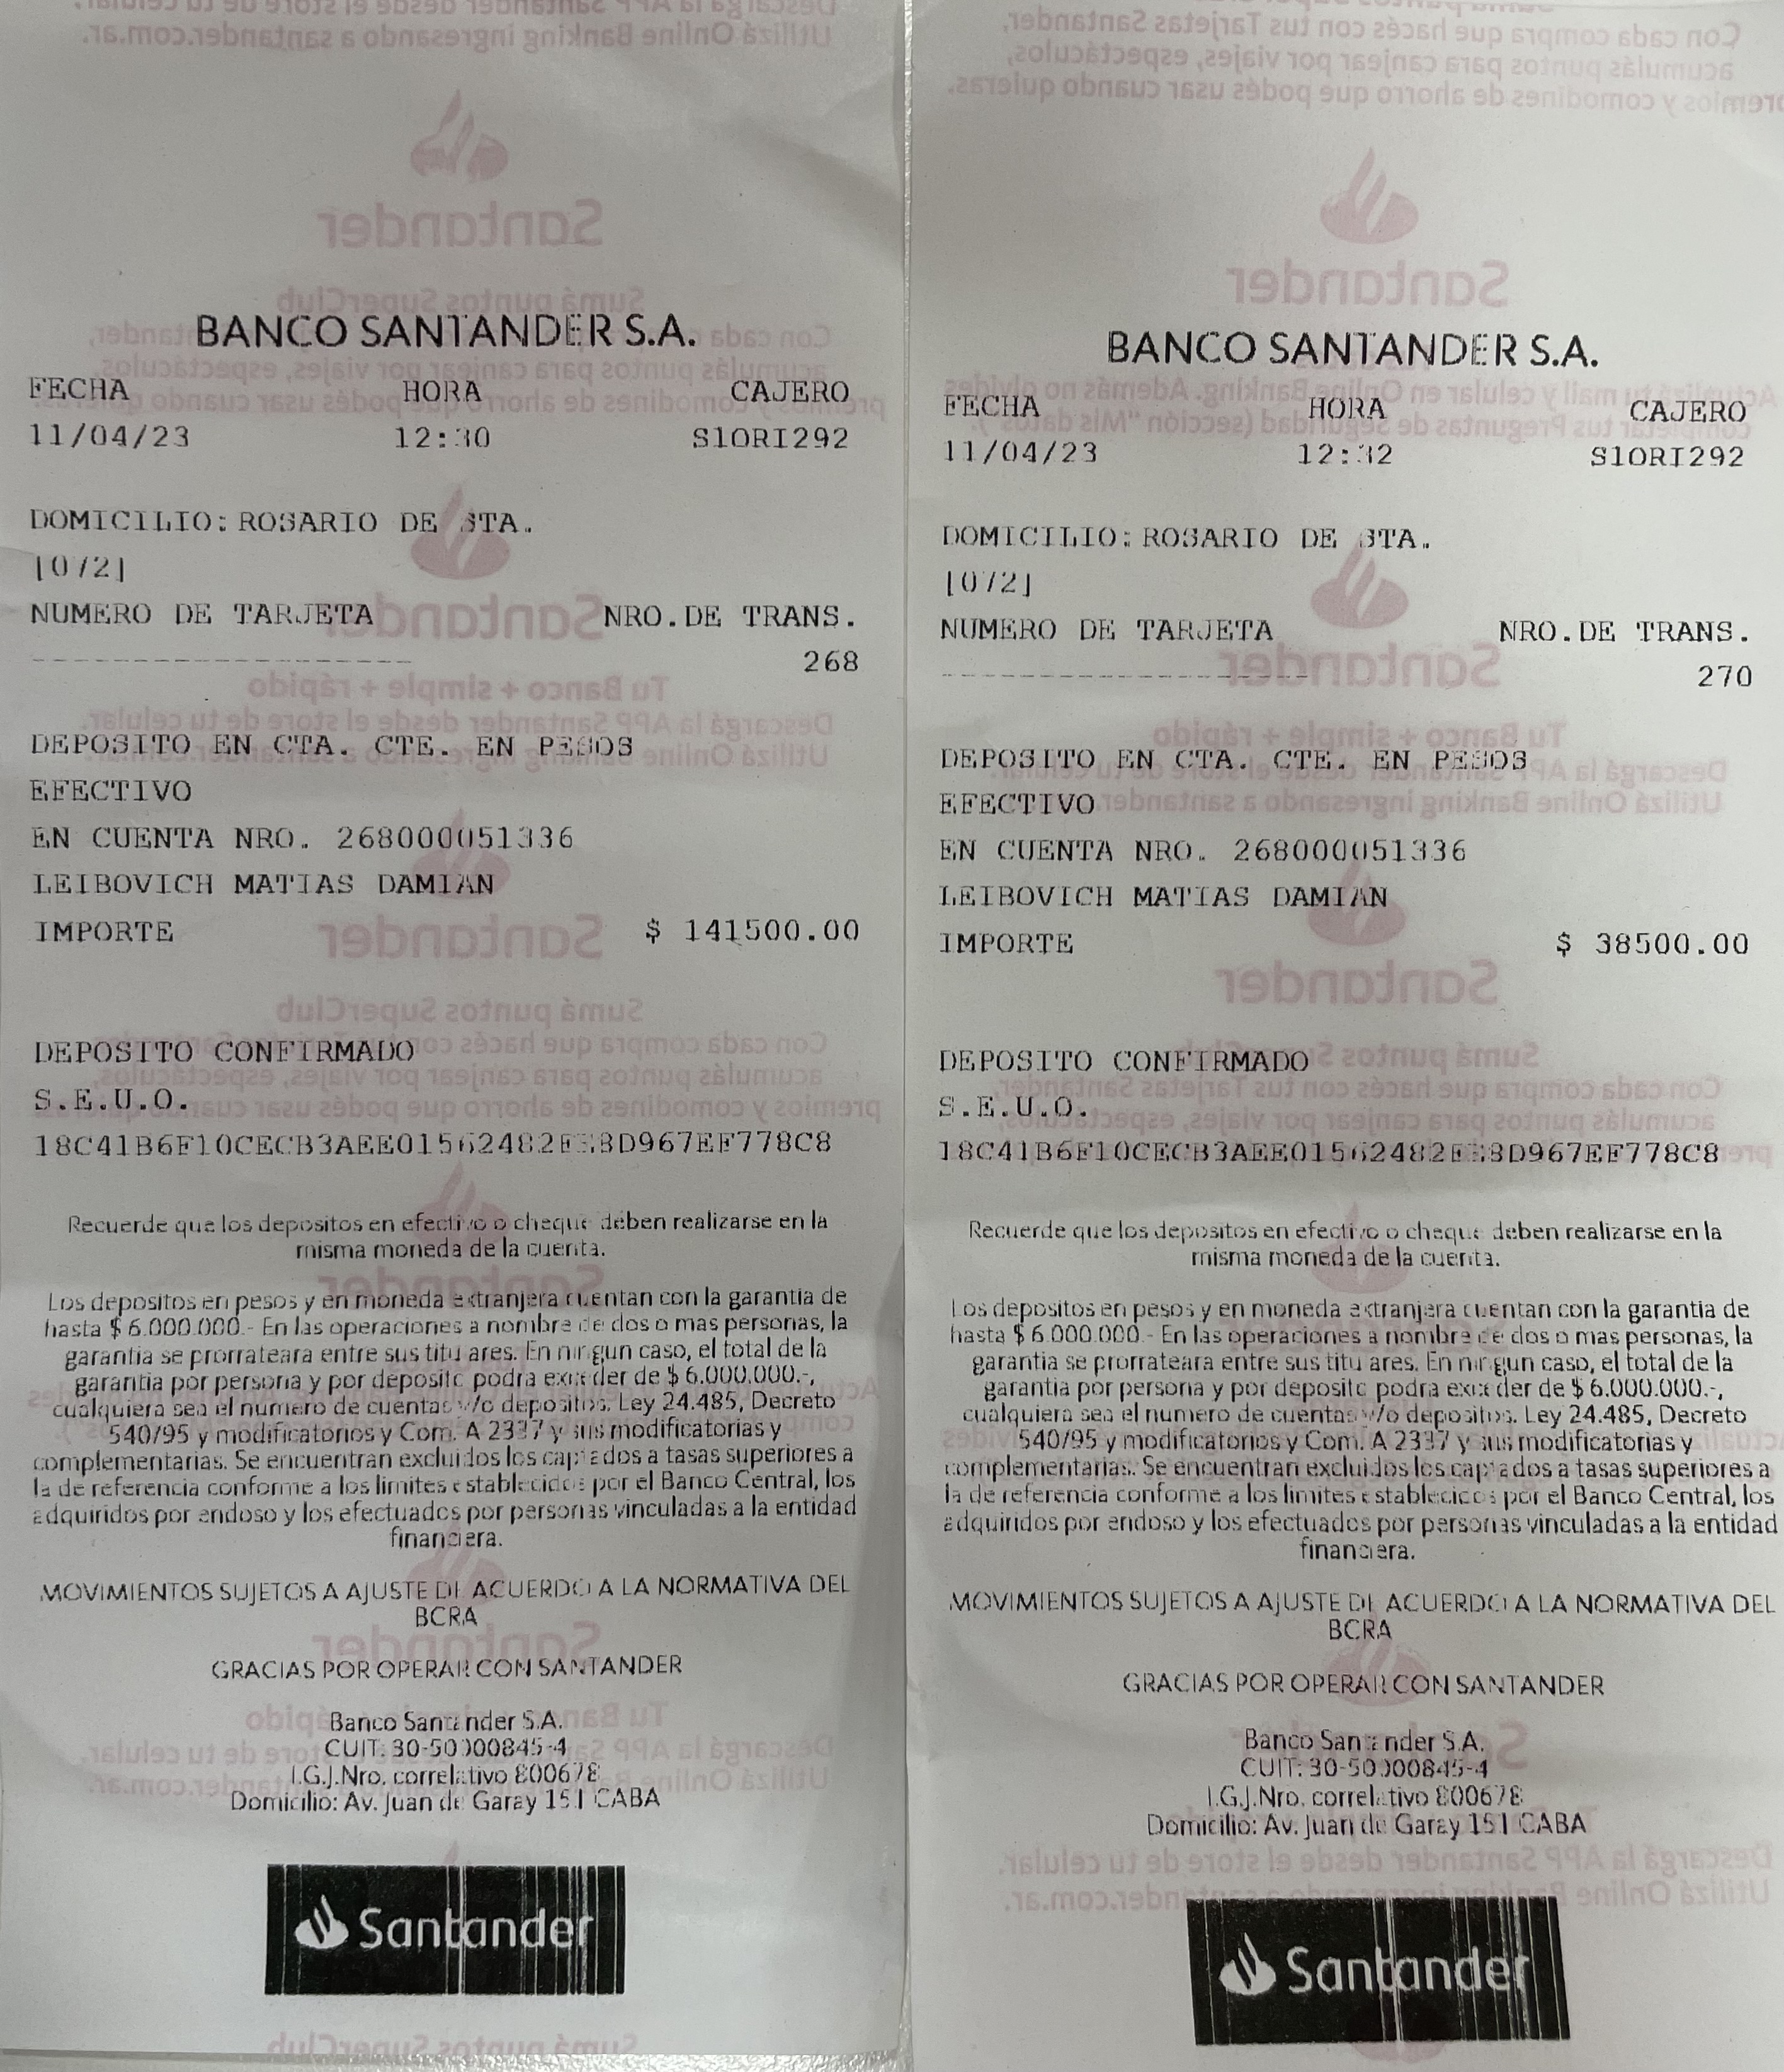 BANCO SANTANDER S.A.
FECHA HORA CAJERO
11/04/23 12:30 S1ORI292
DOMICILIO: ROSARIO DE STA.
[072]
NUMERO DE TARJETA NRO.DE TRANS.
-------------------- 268
DEPOSITO EN CTA. CTE. EN PESOS
EFECTIVO
EN CUENTA NRO. 268000051336
LEIBOVICH MATIAS DAMIAN
IMPORTE $ 141500.00
DEPOSITO CONFIRMADO
S.E.U.O.
Recuerde que los depositos en efectivo o cheque deben realizarse en la
misma moneda de la cuenta.
Los depositos en pesos y en moneda extranjera cuentan con la garantia de
hasta $ 6.000.000.- En las operaciones a nombre de dos o mas personas, la
garantia se prorrateara entre sus titulares. En ningun caso, el total de la
garantia por persona y por deposito podra exceder de $ 6.000.000.-,
cualquiera sea el numero de cuentas y/o depositos. Ley 24.485, Decreto
540/95 y modificatorios y Com. A 2337 y sus modificatorias y
complementarias. Se encuentran excluidos los captados a tasas superiores a
la de referencia conforme a los limites establecidos por el Banco Central, los
adquiridos por endoso y los efectuados por personas vinculadas a la entidad
financiera.
MOVIMIENTOS SUJETOS A AJUSTE DE ACUERDO A LA NORMATIVA DEL
BCRA
GRACIAS POR OPERAR CON SANTANDER
Banco Santander S.A.
CUIT: 30-50000845-4
I.G.J.Nro. correlativo 800678
Domicilio: Av. Juan de Garay 151 CABA
Santander
BANCO SANTANDER S.A.
FECHA HORA CAJERO
11/04/23 12:32 S1ORI292
DOMICILIO: ROSARIO DE STA.
[072]
NUMERO DE TARJETA NRO.DE TRANS.
-------------------- 270
DEPOSITO EN CTA. CTE. EN PESOS
EFECTIVO
EN CUENTA NRO. 268000051336
LEIBOVICH MATIAS DAMIAN
IMPORTE $ 38500.00
DEPOSITO CONFIRMADO
S.E.U.O.
Recuerde que los depositos en efectivo o cheque deben realizarse en la
misma moneda de la cuenta.
Los depositos en pesos y en moneda extranjera cuentan con la garantia de
hasta $ 6.000.000.- En las operaciones a nombre de dos o mas personas, la
garantia se prorrateara entre sus titulares. En ningun caso, el total de la
garantia por persona y por deposito podra exceder de $ 6.000.000.-,
cualquiera sea el numero de cuentas y/o depositos. Ley 24.485, Decreto
540/95 y modificatorios y Com. A 2337 y sus modificatorias y
complementarias. Se encuentran excluidos los captados a tasas superiores a
la de referencia conforme a los limites establecidos por el Banco Central, los
adquiridos por endoso y los efectuados por personas vinculadas a la entidad
financiera.
MOVIMIENTOS SUJETOS A AJUSTE DE ACUERDO A LA NORMATIVA DEL
BCRA
GRACIAS POR OPERAR CON SANTANDER
Banco Santander S.A.
CUIT: 30-50000845-4
I.G.J.Nro. correlativo 800678
Domicilio: Av. Juan de Garay 151 CABA
Santander